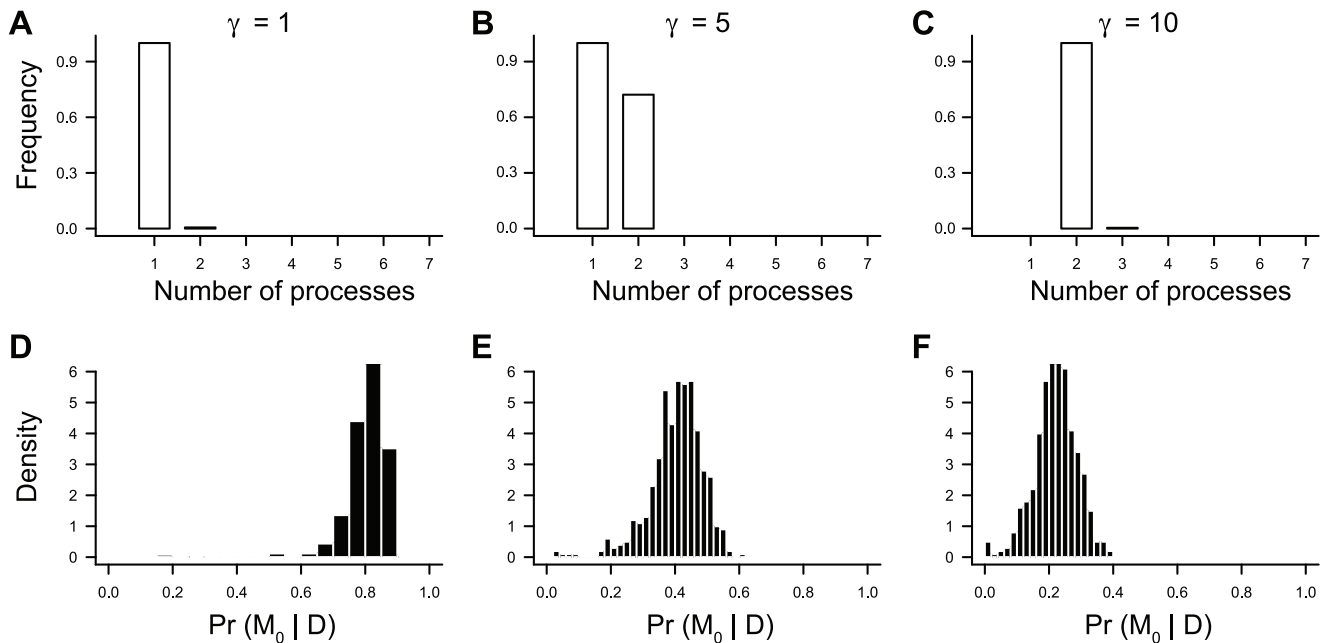 A
γ = 1
Frequency
0.9
0.6
0.3
0.0
1 2 3 4 5 6 7
Number of processes
B
γ = 5
0.9
0.6
0.3
0.0
1 2 3 4 5 6 7
Number of processes
C
γ = 10
0.9
0.6
0.3
0.0
1 2 3 4 5 6 7
Number of processes
D
Density
6
5
4
3
2
1
0
0.0 0.2 0.4 0.6 0.8 1.0
Pr (M₀ | D)
E
6
5
4
3
2
1
0
0.0 0.2 0.4 0.6 0.8 1.0
Pr (M₀ | D)
F
6
5
4
3
2
1
0
0.0 0.2 0.4 0.6 0.8 1.0
Pr (M₀ | D)